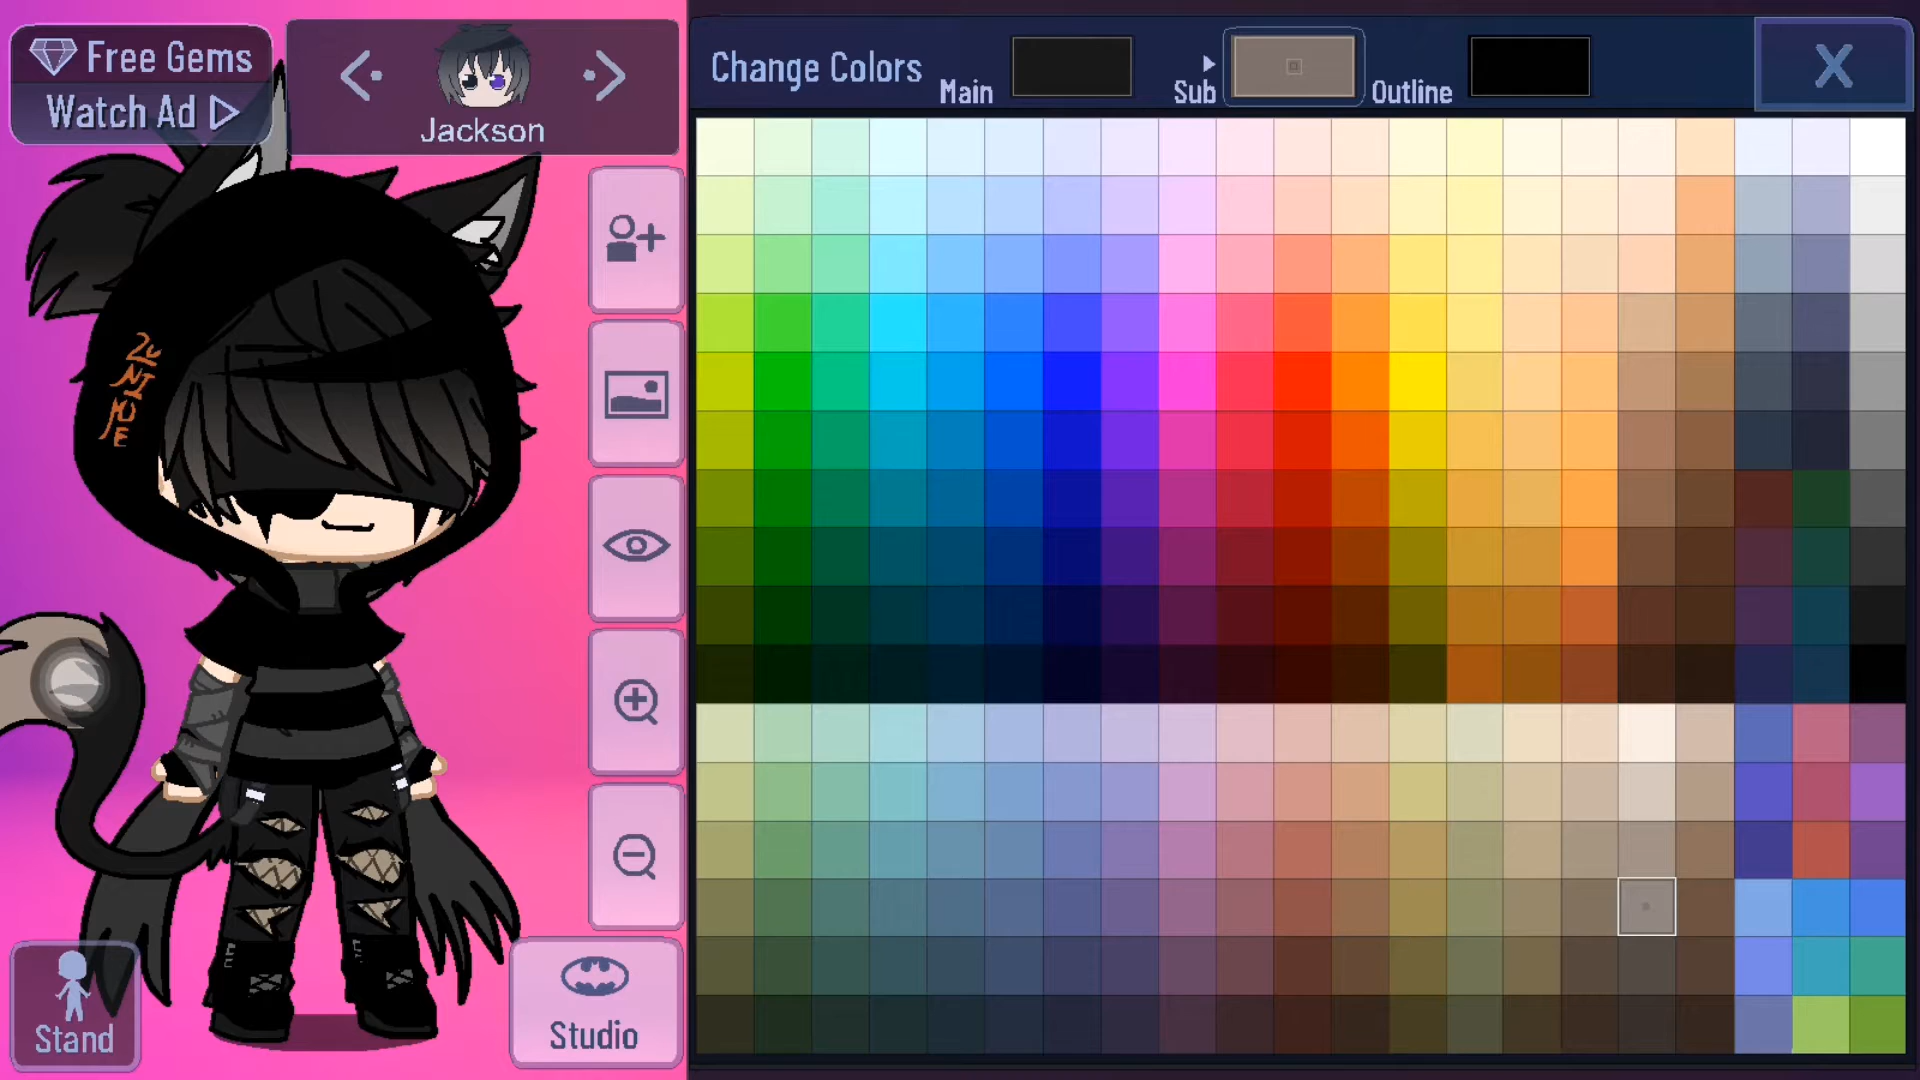 Free Gems
Watch Ad
Jackson
Change Colors
Main
Sub
Outline
X
Stand
Studio